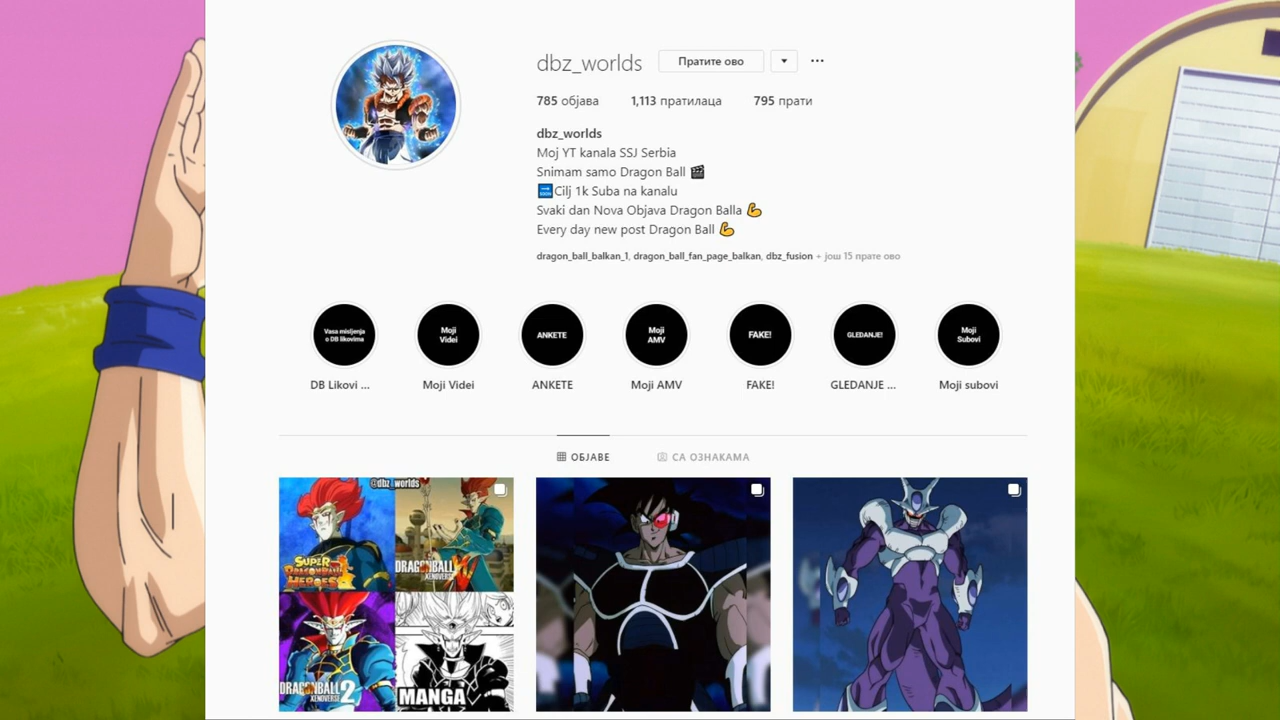 dbz_worlds
Пратите ово
785 објава 1,113 пратилаца 795 прати
dbz_worlds
Moj YT kanala SSJ Serbia
Snimam samo Dragon Ball 🎬
🔜Cilj 1k Suba na kanalu
Svaki dan Nova Objava Dragon Balla 💪
Every day new post Dragon Ball 💪
dragon_ball_balkan_1, dragon_ball_fan_page_balkan, dbz_fusion + још 15 прате ово
Vasa misljenja
o DB likovima
Moji
Videi
ANKETE
Moji
AMV
FAKE!
GLEDANJE!
Moji
Subovi
DB Likovi ...
Moji Videi
ANKETE
Moji AMV
FAKE!
GLEDANJE ...
Moji subovi
ОБЈАВЕ
СА ОЗНАКАМА
@dbz_worlds
SUPER
DRAGONBALL
HEROES
DRAGONBALL
XENOVERSE
DRAGONBALL
XENOVERSE 2
MANGA